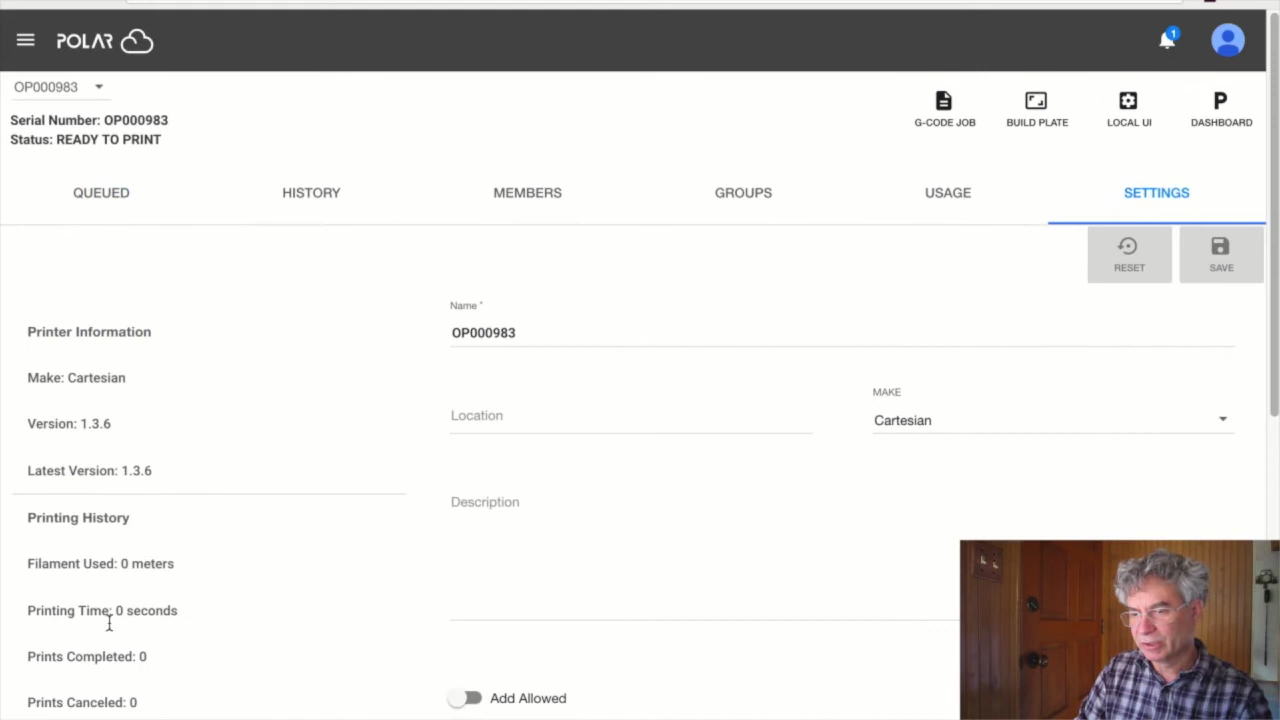 POLAR
1
OP000983
Serial Number: OP000983
Status: READY TO PRINT
G-CODE JOB
BUILD PLATE
LOCAL UI
P
DASHBOARD
QUEUED
HISTORY
MEMBERS
GROUPS
USAGE
SETTINGS
RESET
SAVE
Printer Information
Make: Cartesian
Version: 1.3.6
Latest Version: 1.3.6
Printing History
Filament Used: 0 meters
Printing Time: 0 seconds
Prints Completed: 0
Prints Canceled: 0
Name *
OP000983
Location
MAKE
Cartesian
Description
Add Allowed